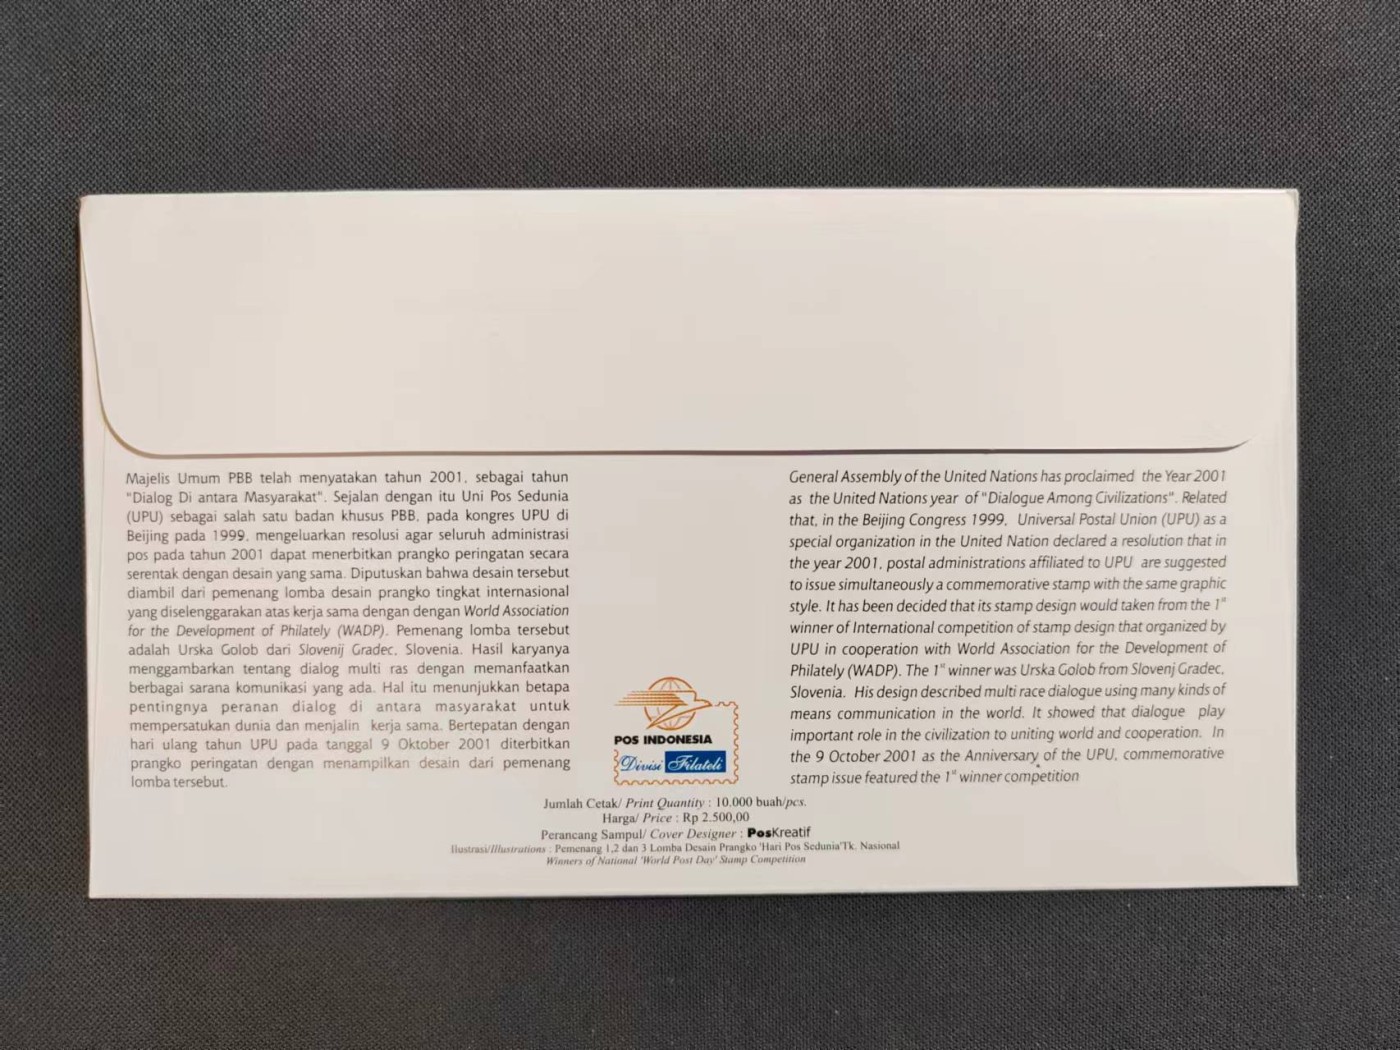 Majelis Umum PBB telah menyatakan tahun 2001, sebagai tahun
"Dialog Di antara Masyarakat". Sejalan dengan itu Uni Pos Sedunia
(UPU) sebagai salah satu badan khusus PBB, pada kongres UPU di
Beijing pada 1999, mengeluarkan resolusi agar seluruh administrasi
pos pada tahun 2001 dapat menerbitkan prangko peringatan secara
serentak dengan desain yang sama. Diputuskan bahwa desain tersebut
diambil dari pemenang lomba desain prangko tingkat internasional
yang diselenggarakan atas kerja sama dengan dengan World Association
for the Development of Philately (WADP). Pemenang lomba tersebut
adalah Urska Golob dari Slovenij Gradec, Slovenia. Hasil karyanya
menggambarkan tentang dialog multi ras dengan memanfaatkan
berbagai sarana komunikasi yang ada. Hal itu menunjukkan betapa
pentingnya peranan dialog di antara masyarakat untuk
mempersatukan dunia dan menjalin kerja sama. Bertepatan dengan
hari ulang tahun UPU pada tanggal 9 Oktober 2001 diterbitkan
prangko peringatan dengan menampilkan desain dari pemenang
lomba tersebut.
General Assembly of the United Nations has proclaimed the Year 2001
as the United Nations year of "Dialogue Among Civilizations". Related
that, in the Beijing Congress 1999, Universal Postal Union (UPU) as a
special organization in the United Nation declared a resolution that in
the year 2001, postal administrations affiliated to UPU are suggested
to issue simultaneously a commemorative stamp with the same graphic
style. It has been decided that its stamp design would taken from the 1st
winner of International competition of stamp design that organized by
UPU in cooperation with World Association for the Development of
Philately (WADP). The 1st winner was Urska Golob from Slovenj Gradec,
Slovenia. His design described multi race dialogue using many kinds of
means communication in the world. It showed that dialogue play
important role in the civilization to uniting world and cooperation. In
the 9 October 2001 as the Anniversary of the UPU, commemorative
stamp issue featured the 1st winner competition
POS INDONESIA
Divisi Filateli
Jumlah Cetak/ Print Quantity : 10.000 buah/pcs.
Harga/ Price : Rp 2.500,00
Perancang Sampul/ Cover Designer : PosKreatif
Ilustrasi/Illustrations : Pemenang 1,2 dan 3 Lomba Desain Prangko 'Hari Pos Sedunia'Tk. Nasional
Winners of National 'World Post Day' Stamp Competition